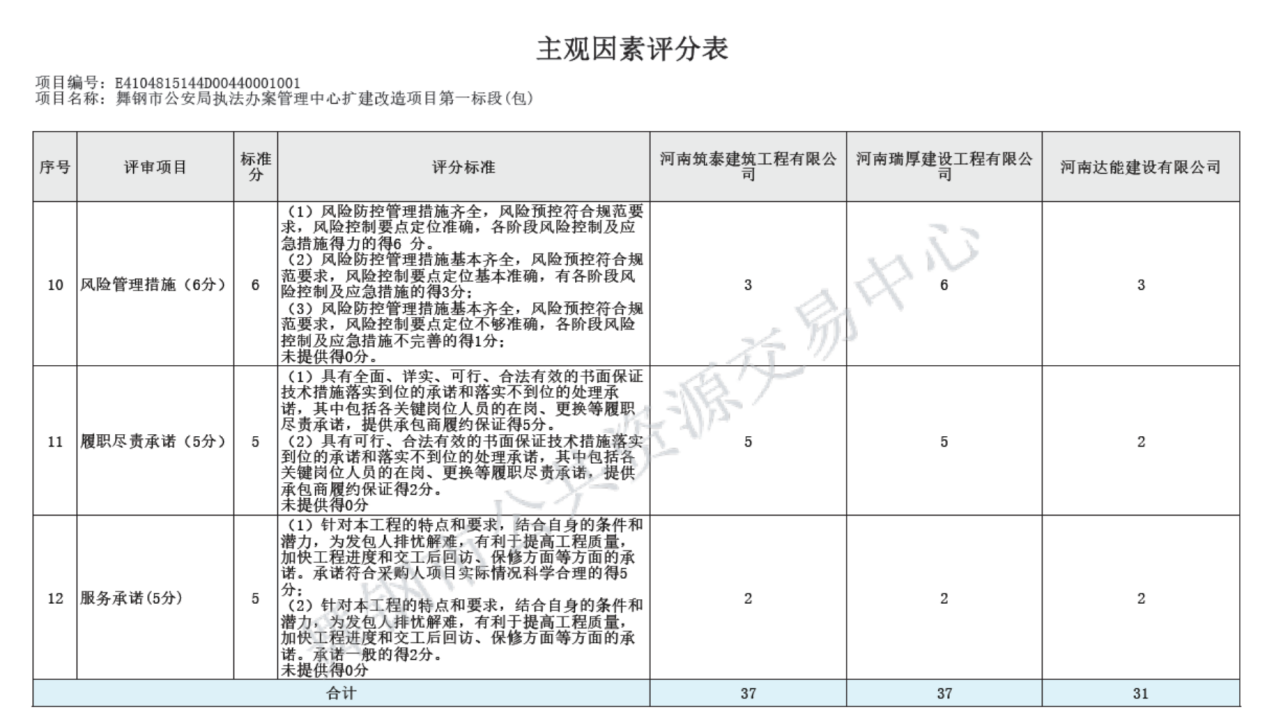 主观因素评分表
项目编号：E4104815144D00440001001
项目名称：舞钢市公安局执法办案管理中心扩建改造项目第一标段(包)
序号
评审项目
标准
分
评分标准
河南筑泰建筑工程有限公
司
河南瑞厚建设工程有限公
司
河南达能建设有限公司
10
风险管理措施（6分）
6
（1）风险防控管理措施齐全，风险预控符合规范要
求，风险控制要点定位准确，各阶段风险控制及应
急措施得力的得6 分。
（2）风险防控管理措施基本齐全，风险预控符合规
范要求，风险控制要点定位基本准确，有各阶段风
险控制及应急措施的得3分；
（3）风险防控管理措施基本齐全，风险预控符合规
范要求，风险控制要点定位不够准确，各阶段风险
控制及应急措施不完善的得1分；
未提供得0分。
3
6
3
11
履职尽责承诺（5分）
5
（1）具有全面、详实、可行、合法有效的书面保证
技术措施落实到位的承诺和落实不到位的处理承
诺，其中包括各关键岗位人员的在岗、更换等履职
尽责承诺，提供承包商履约保证得5分。
（2）具有可行、合法有效的书面保证技术措施落实
到位的承诺和落实不到位的处理承诺，其中包括各
关键岗位人员的在岗、更换等履职尽责承诺，提供
承包商履约保证得2分。
未提供得0分
5
5
2
12
服务承诺(5分)
5
（1）针对本工程的特点和要求，结合自身的条件和
潜力，为发包人排忧解难，有利于提高工程质量，
加快工程进度和交工后回访、保修方面等方面的承
诺。承诺符合采购人项目实际情况科学合理的得5
分；
（2）针对本工程的特点和要求，结合自身的条件和
潜力，为发包人排忧解难，有利于提高工程质量，
加快工程进度和交工后回访、保修方面等方面的承
诺。承诺一般的得2分。
未提供得0分
2
2
2
合计
37
37
31
舞钢市公共资源交易中心